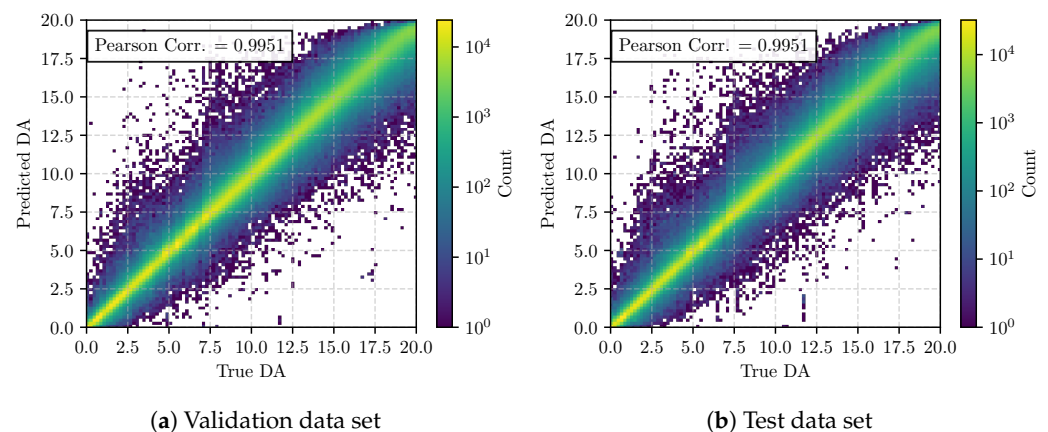 Pearson Corr. = 0.9951
Predicted DA
20.0
17.5
15.0
12.5
10.0
7.5
5.0
2.5
0.0
0.0 2.5 5.0 7.5 10.0 12.5 15.0 17.5 20.0
True DA
10^4
10^3
10^2
10^1
10^0
Count
(a) Validation data set
Pearson Corr. = 0.9951
Predicted DA
20.0
17.5
15.0
12.5
10.0
7.5
5.0
2.5
0.0
0.0 2.5 5.0 7.5 10.0 12.5 15.0 17.5 20.0
True DA
10^4
10^3
10^2
10^1
10^0
Count
(b) Test data set